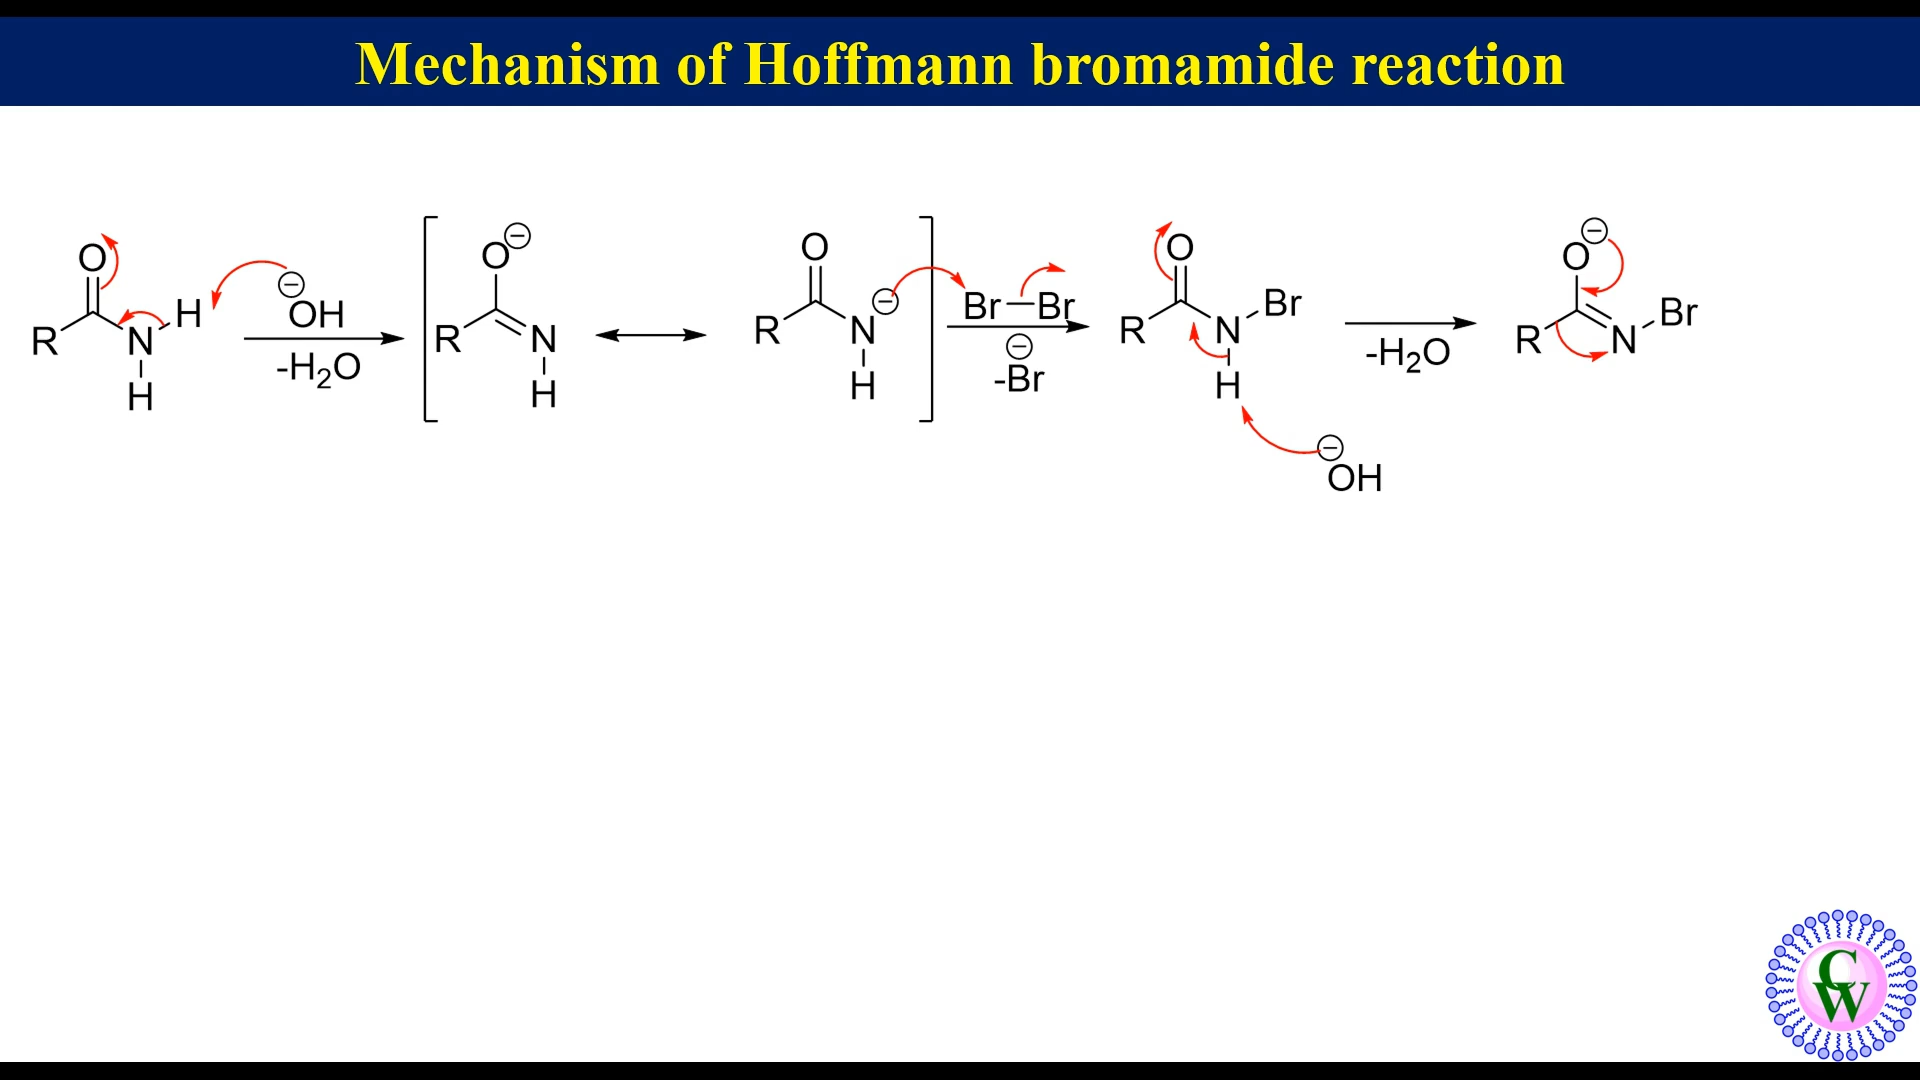 Mechanism of Hoffmann bromamide reaction
O
R
N
H
H
⊖
OH
-H₂O
O⊖
R
N
H
O
R
N
⊖
H
Br—Br
⊖
-Br
O
R
N
Br
H
⊖
OH
-H₂O
⊖
O
R
N
Br
C
W